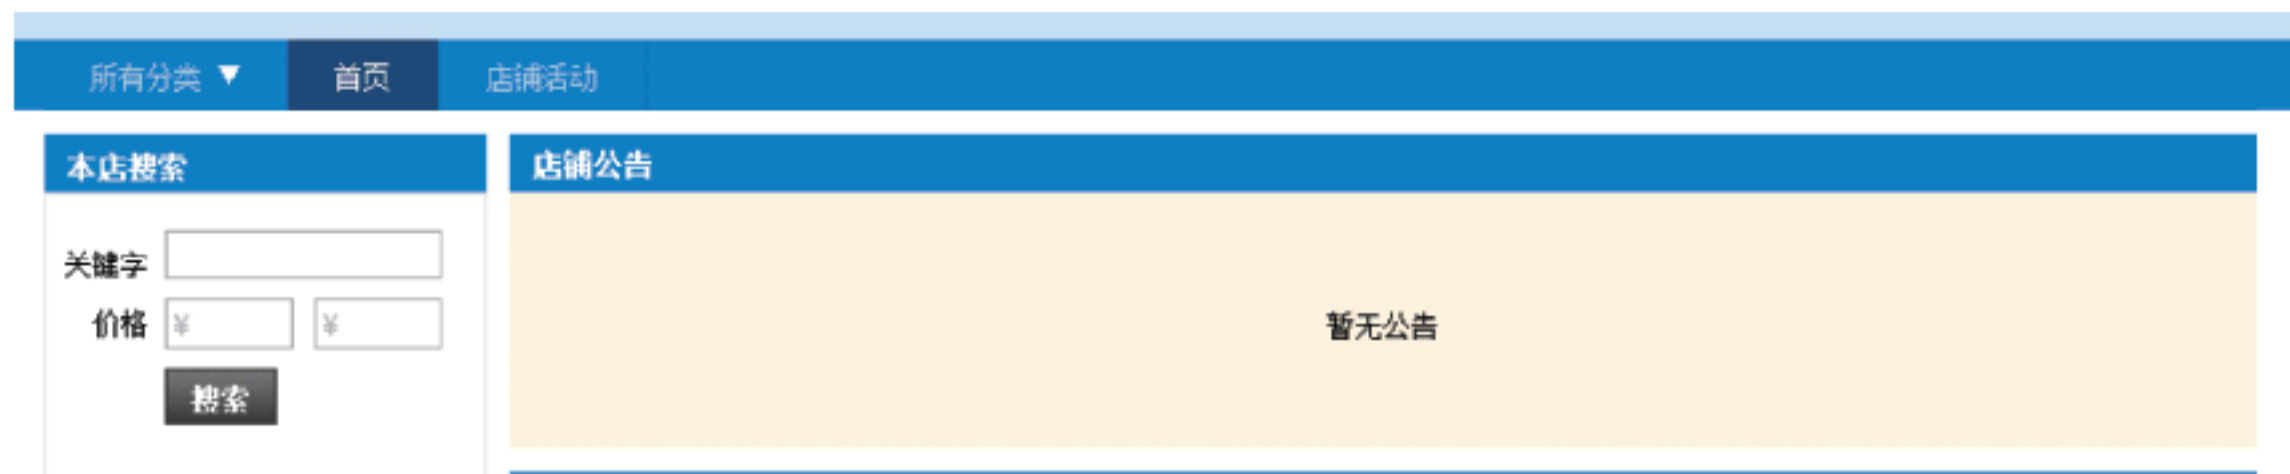 所有分类 ▼ 首页 店铺活动
本店搜索
关键字
价格 ¥ ¥
搜索
店铺公告
暂无公告